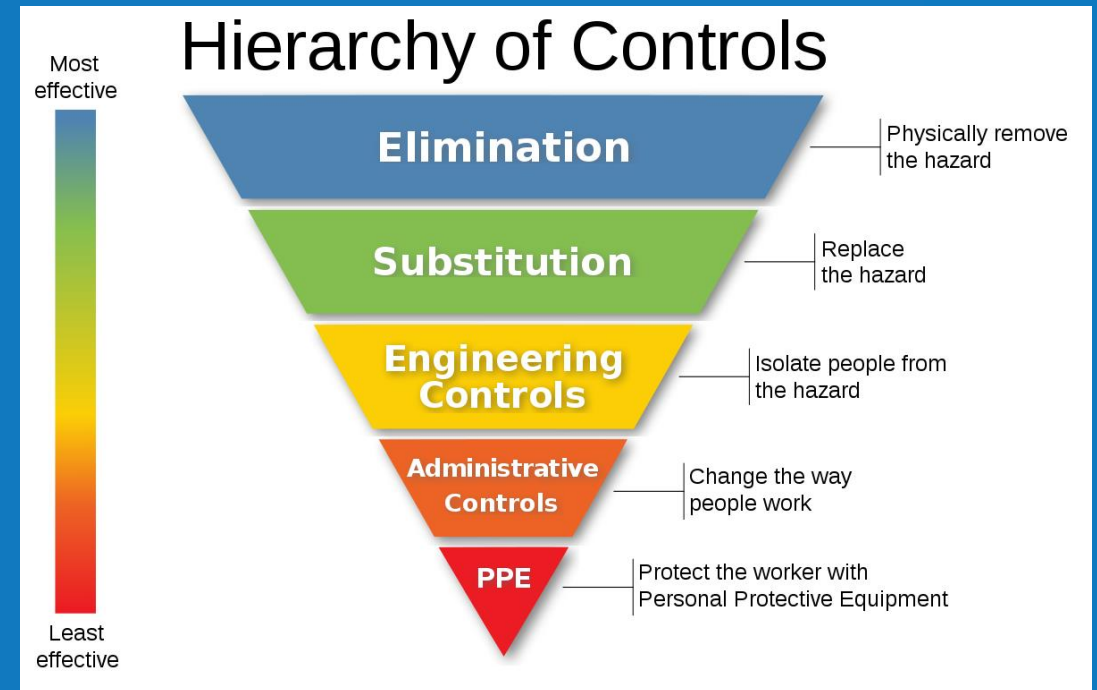 Hierarchy of Controls
Most
effective
Elimination
Physically remove
the hazard
Substitution
Replace
the hazard
Engineering
Controls
Isolate people from
the hazard
Administrative
Controls
Change the way
people work
PPE
Protect the worker with
Personal Protective Equipment
Least
effective